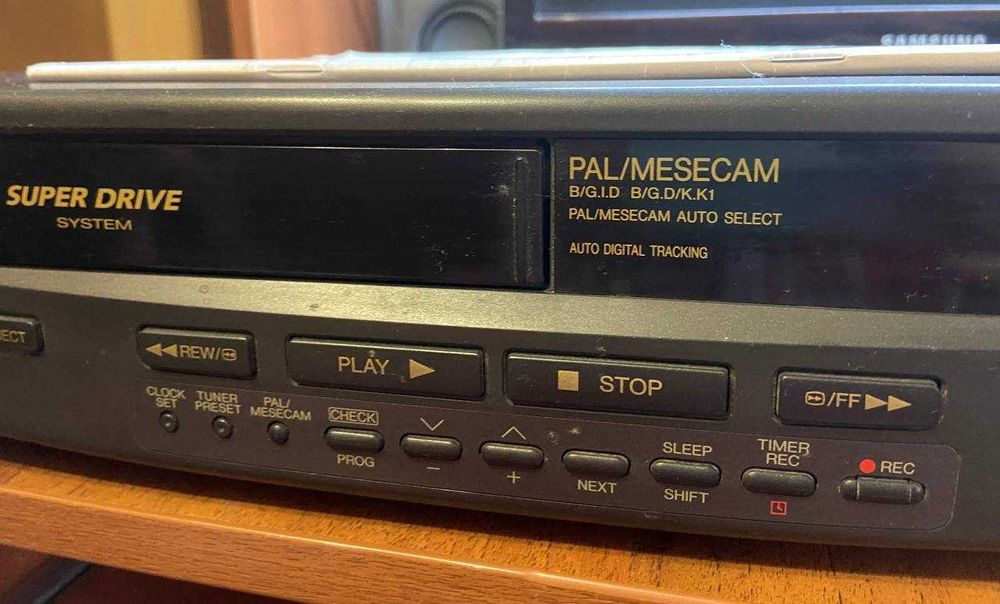 SAMSUNG
SUPER DRIVE
SYSTEM
PAL/MESECAM
B/G.I.D B/G.D/K.K1
PAL/MESECAM AUTO SELECT
AUTO DIGITAL TRACKING
REW/
PLAY
STOP
/FF
CLOCK
SET
TUNER
PRESET
PAL/
MESECAM
CHECK
PROG
–
+
NEXT
SLEEP
SHIFT
TIMER
REC
REC